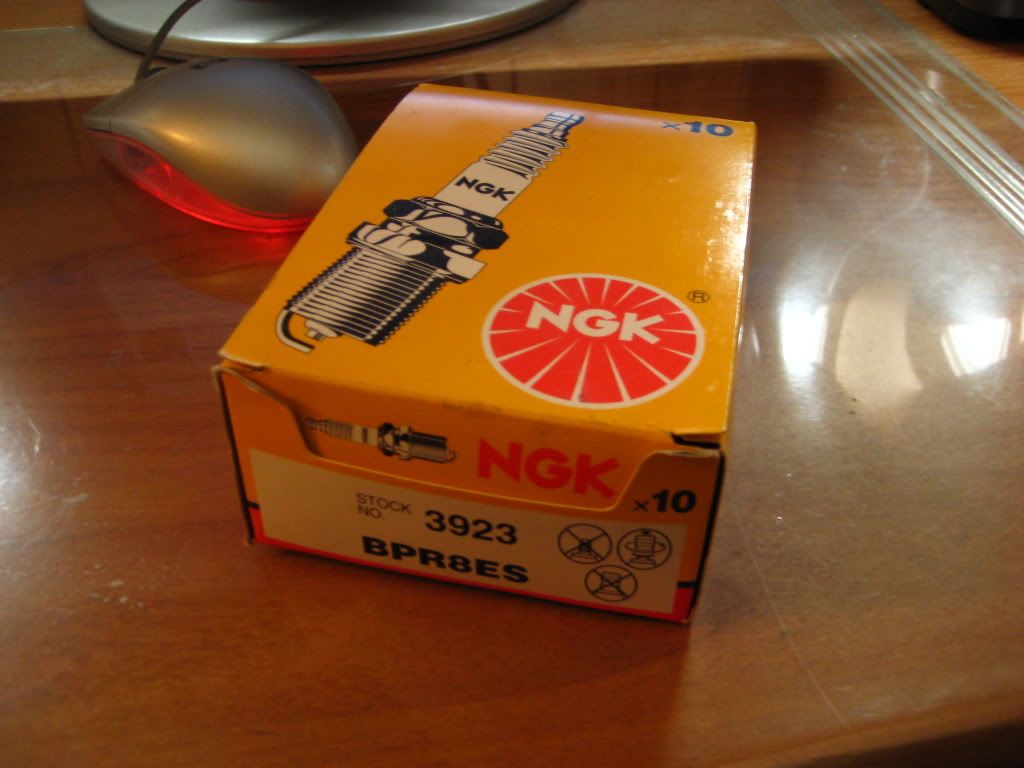 ×10
NGK
NGK
®
NGK
×10
STOCK
NO. 3923
BPR8ES